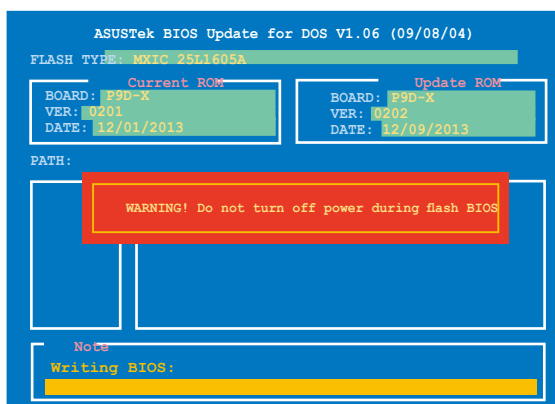 ASUSTek BIOS Update for DOS V1.06 (09/08/04)
FLASH TYPE: MXIC 25L1605A
Current ROM
BOARD: P9D-X
VER: 0201
DATE: 12/01/2013
Update ROM
BOARD: P9D-X
VER: 0202
DATE: 12/09/2013
PATH:
WARNING! Do not turn off power during flash BIOS
Note
Writing BIOS: